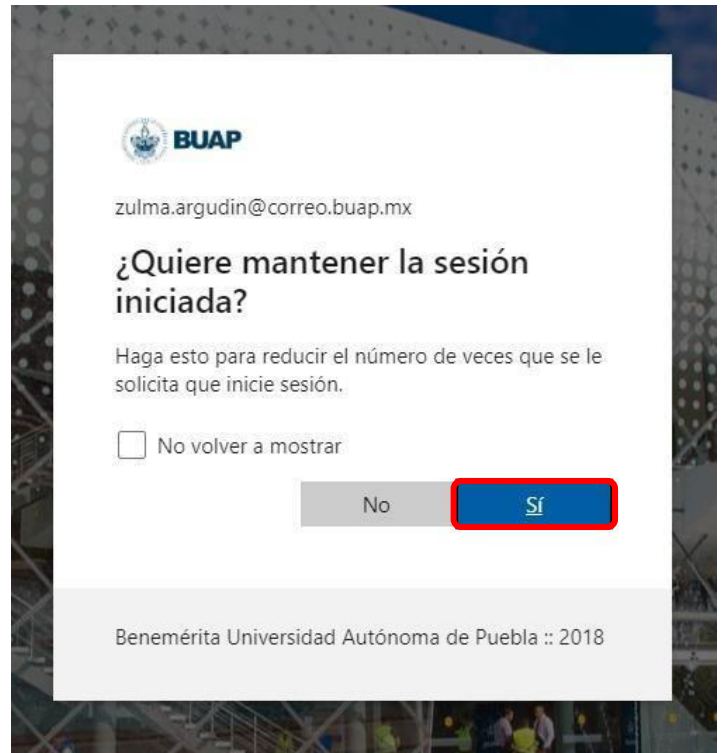 BUAP
zulma.argudin@correo.buap.mx
¿Quiere mantener la sesión
iniciada?
Haga esto para reducir el número de veces que se le
solicita que inicie sesión.
No volver a mostrar
No
Sí
Benemérita Universidad Autónoma de Puebla :: 2018